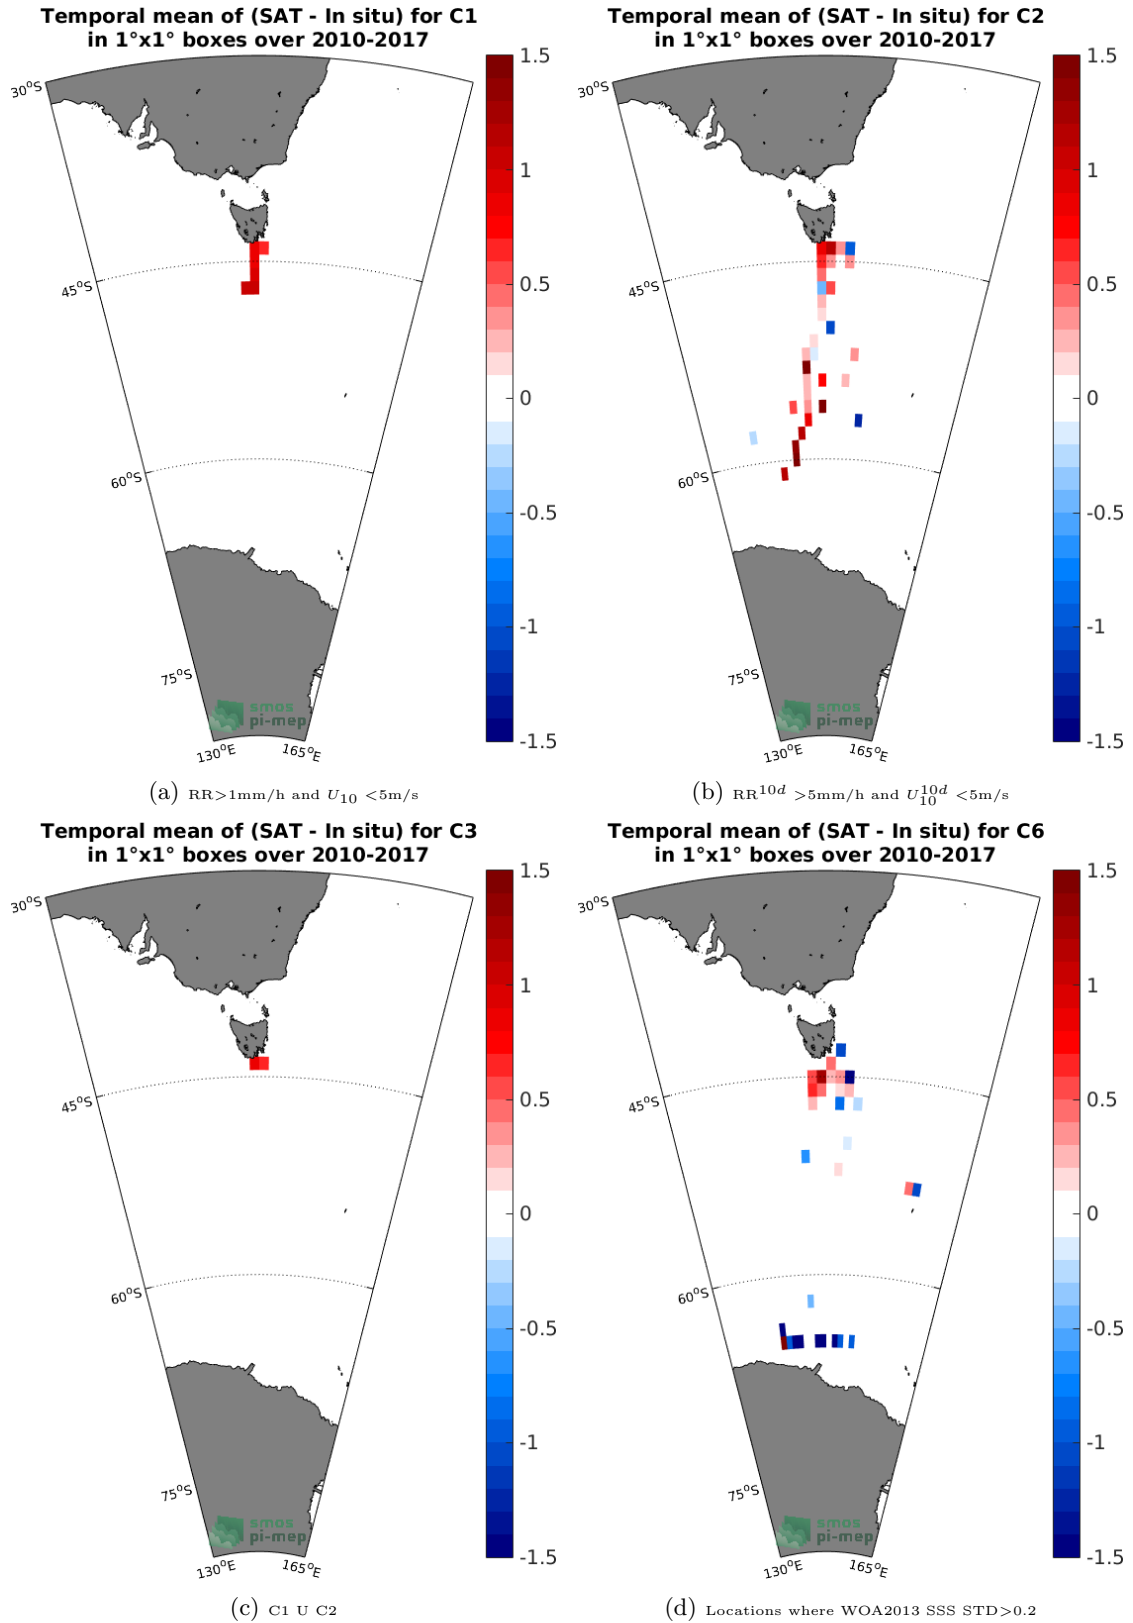 Temporal mean of (SAT - In situ) for C1
in 1°x1° boxes over 2010-2017
30°S
45°S
60°S
75°S
130°E
165°E
1.5
1
0.5
0
-0.5
-1
-1.5
smos
pi-mep
(a) RR>1mm/h and U10 <5m/s
Temporal mean of (SAT - In situ) for C2
in 1°x1° boxes over 2010-2017
30°S
45°S
60°S
75°S
130°E
165°E
1.5
1
0.5
0
-0.5
-1
-1.5
smos
pi-mep
(b) RR10d >5mm/h and U10 10d <5m/s
Temporal mean of (SAT - In situ) for C3
in 1°x1° boxes over 2010-2017
30°S
45°S
60°S
75°S
130°E
165°E
1.5
1
0.5
0
-0.5
-1
-1.5
smos
pi-mep
(c) C1 U C2
Temporal mean of (SAT - In situ) for C6
in 1°x1° boxes over 2010-2017
30°S
45°S
60°S
75°S
130°E
165°E
1.5
1
0.5
0
-0.5
-1
-1.5
smos
pi-mep
(d) Locations where WOA2013 SSS STD>0.2